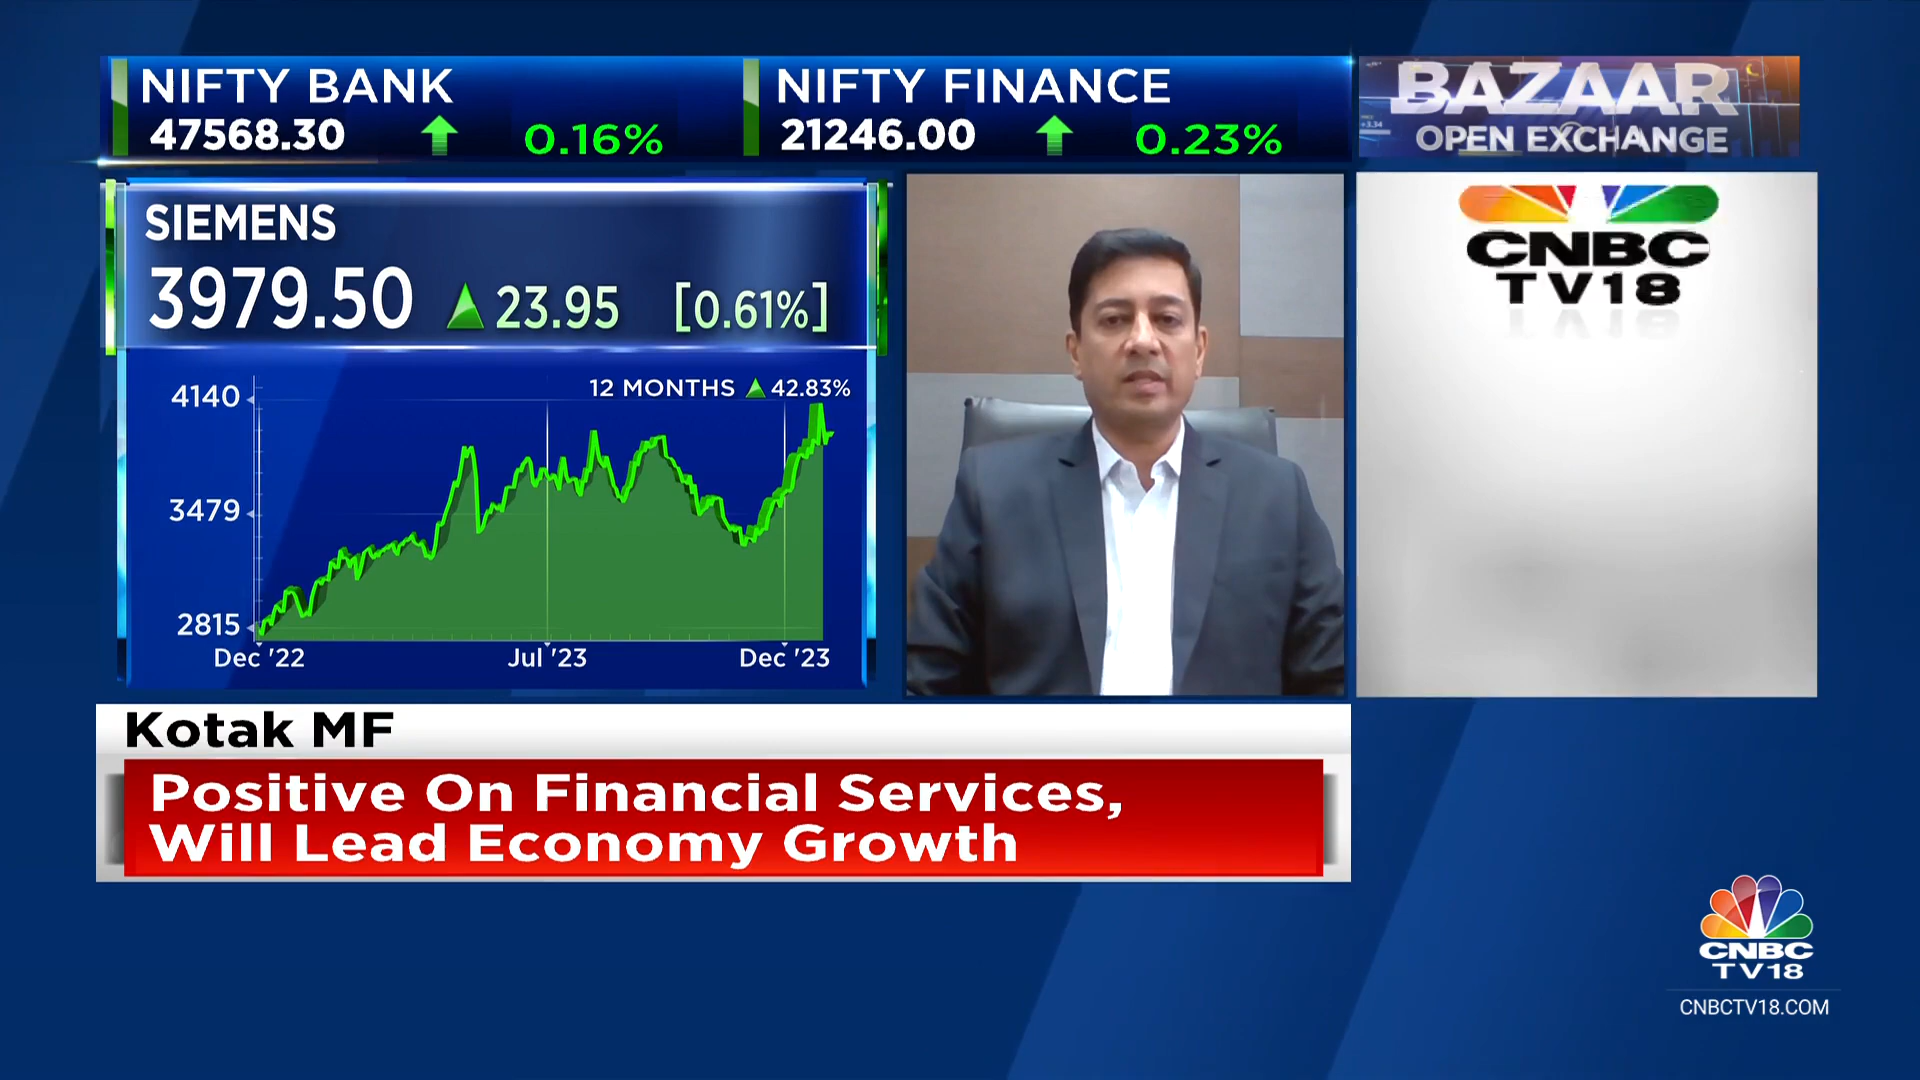 NIFTY BANK
47568.30 0.16%
NIFTY FINANCE
21246.00 0.23%
BAZAAR
OPEN EXCHANGE
SIEMENS
3979.50 23.95 [0.61%]
12 MONTHS 42.83%
4140
3479
2815
Dec '22 Jul '23 Dec '23
CNBC
TV18
Kotak MF
Positive On Financial Services,
Will Lead Economy Growth
CNBC
TV18
CNBCTV18.COM